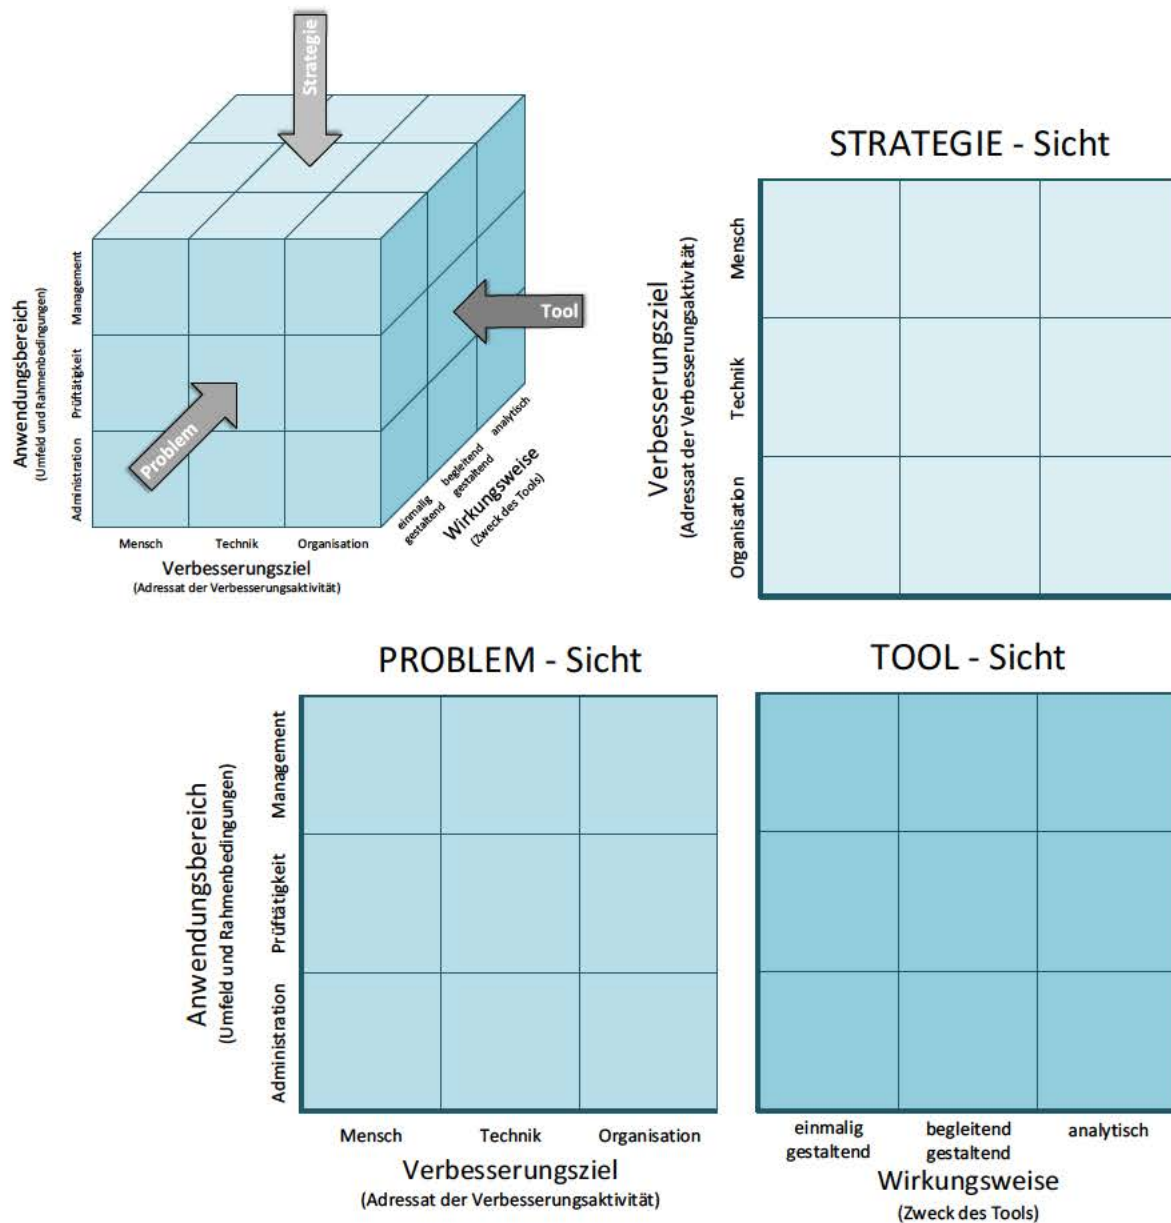 Strategie
Tool
Problem
Anwendungsbereich
(Umfeld und Rahmenbedingungen)
Management
Prüftätigkeit
Administration
Mensch
Technik
Organisation
Verbesserungsziel
(Adressat der Verbesserungsaktivität)
einmalig
gestaltend
begleitend
gestaltend
analytisch
Wirkungsweise
(Zweck des Tools)
STRATEGIE - Sicht
Verbesserungsziel
(Adressat der Verbesserungsaktivität)
Mensch
Technik
Organisation
PROBLEM - Sicht
Anwendungsbereich
(Umfeld und Rahmenbedingungen)
Management
Prüftätigkeit
Administration
Mensch
Technik
Organisation
Verbesserungsziel
(Adressat der Verbesserungsaktivität)
TOOL - Sicht
einmalig
gestaltend
begleitend
gestaltend
analytisch
Wirkungsweise
(Zweck des Tools)